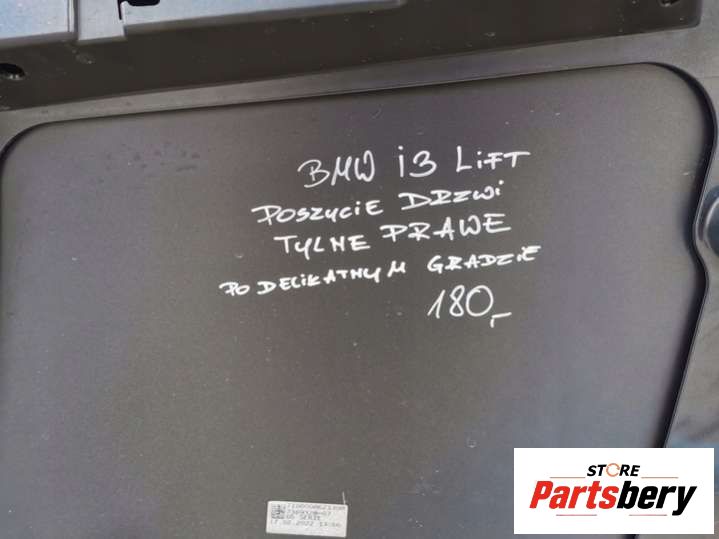 BMW i3 LiFT
POSZYCIE DRZWi
TYLNE PRAWE
PO DELIKATNYM GRADZIE
180,-
STORE
Partsbery